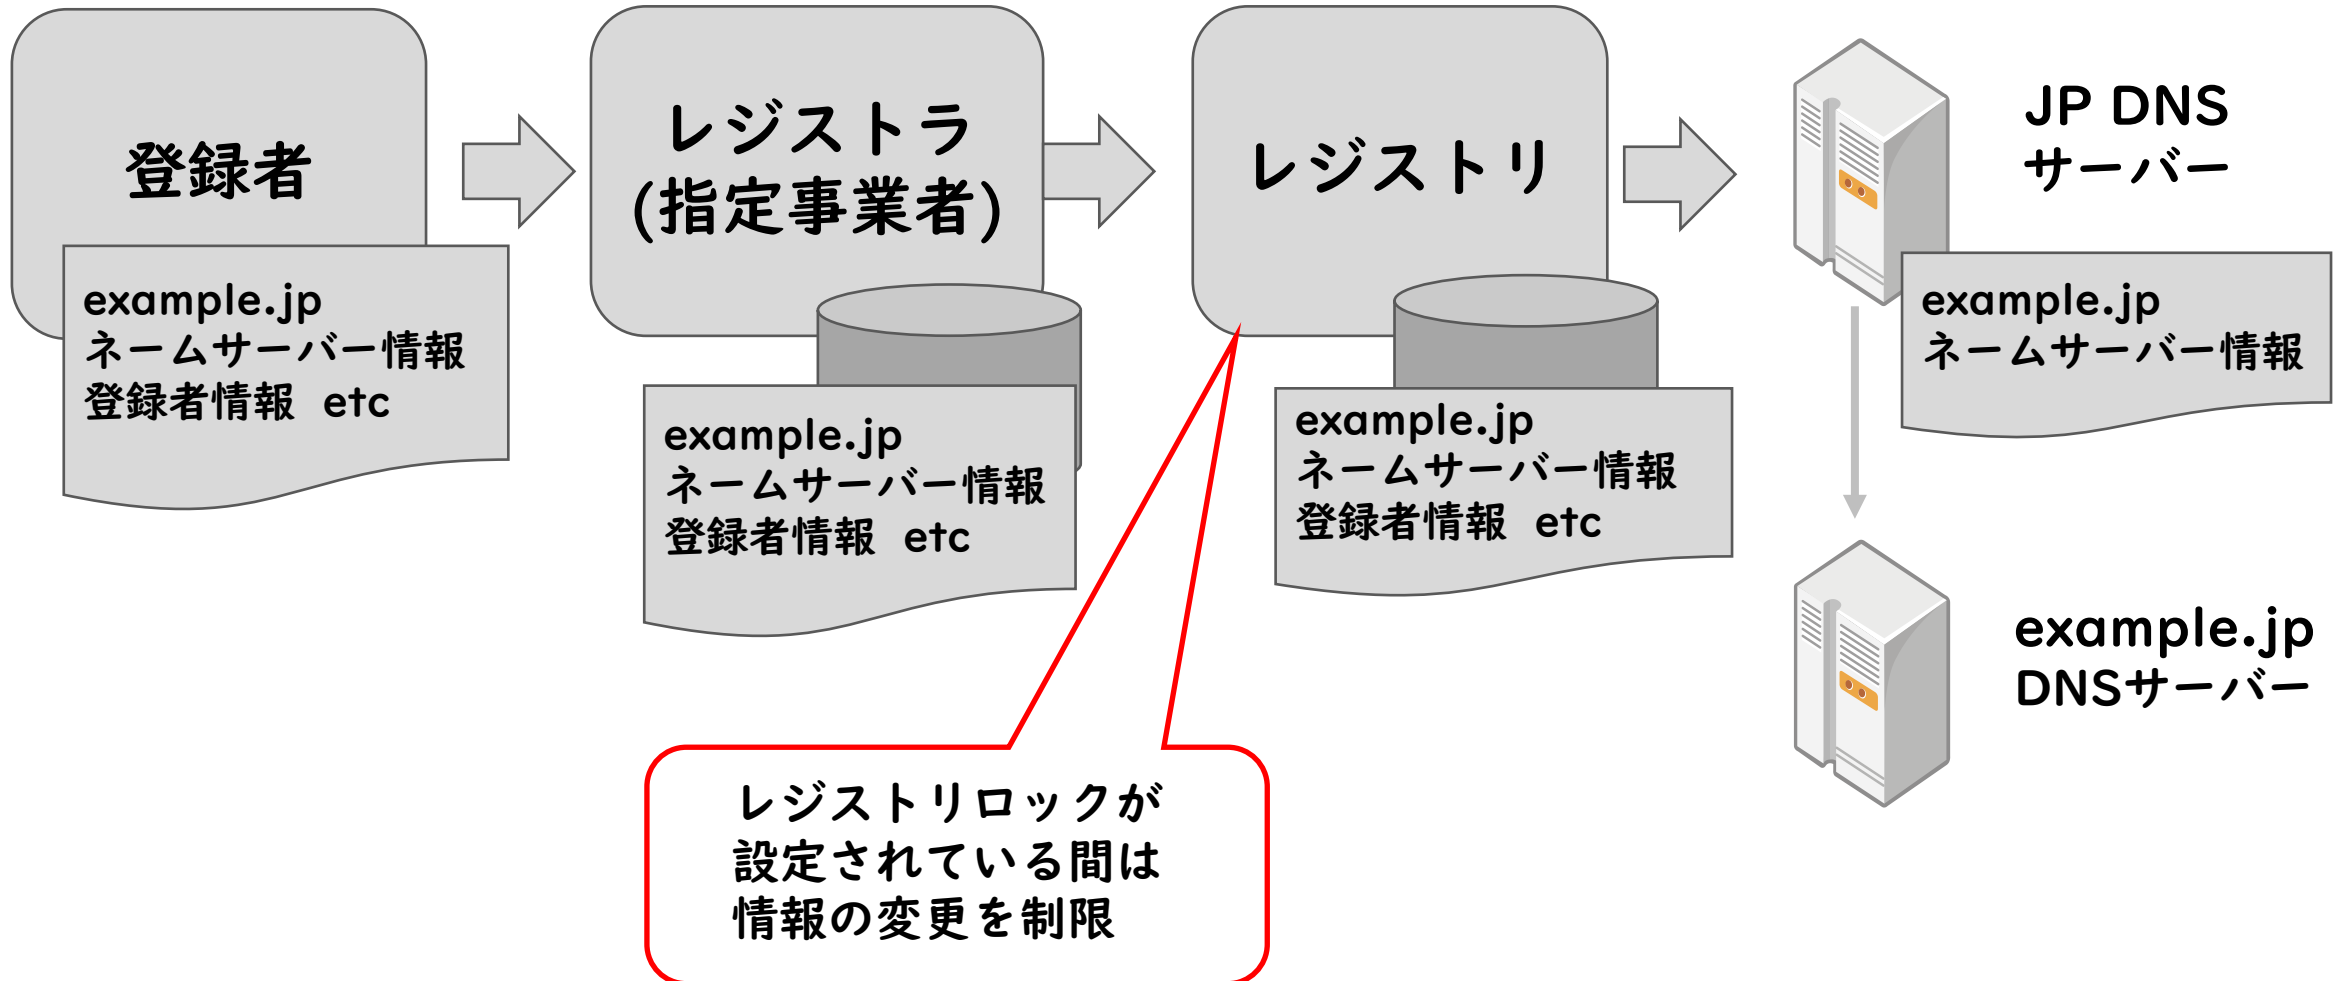 登録者
example.jp
ネームサーバー情報
登録者情報 etc
レジストラ
(指定事業者)
example.jp
ネームサーバー情報
登録者情報 etc
レジストリ
example.jp
ネームサーバー情報
登録者情報 etc
JP DNS
サーバー
example.jp
ネームサーバー情報
example.jp
DNSサーバー
レジストリロックが
設定されている間は
情報の変更を制限